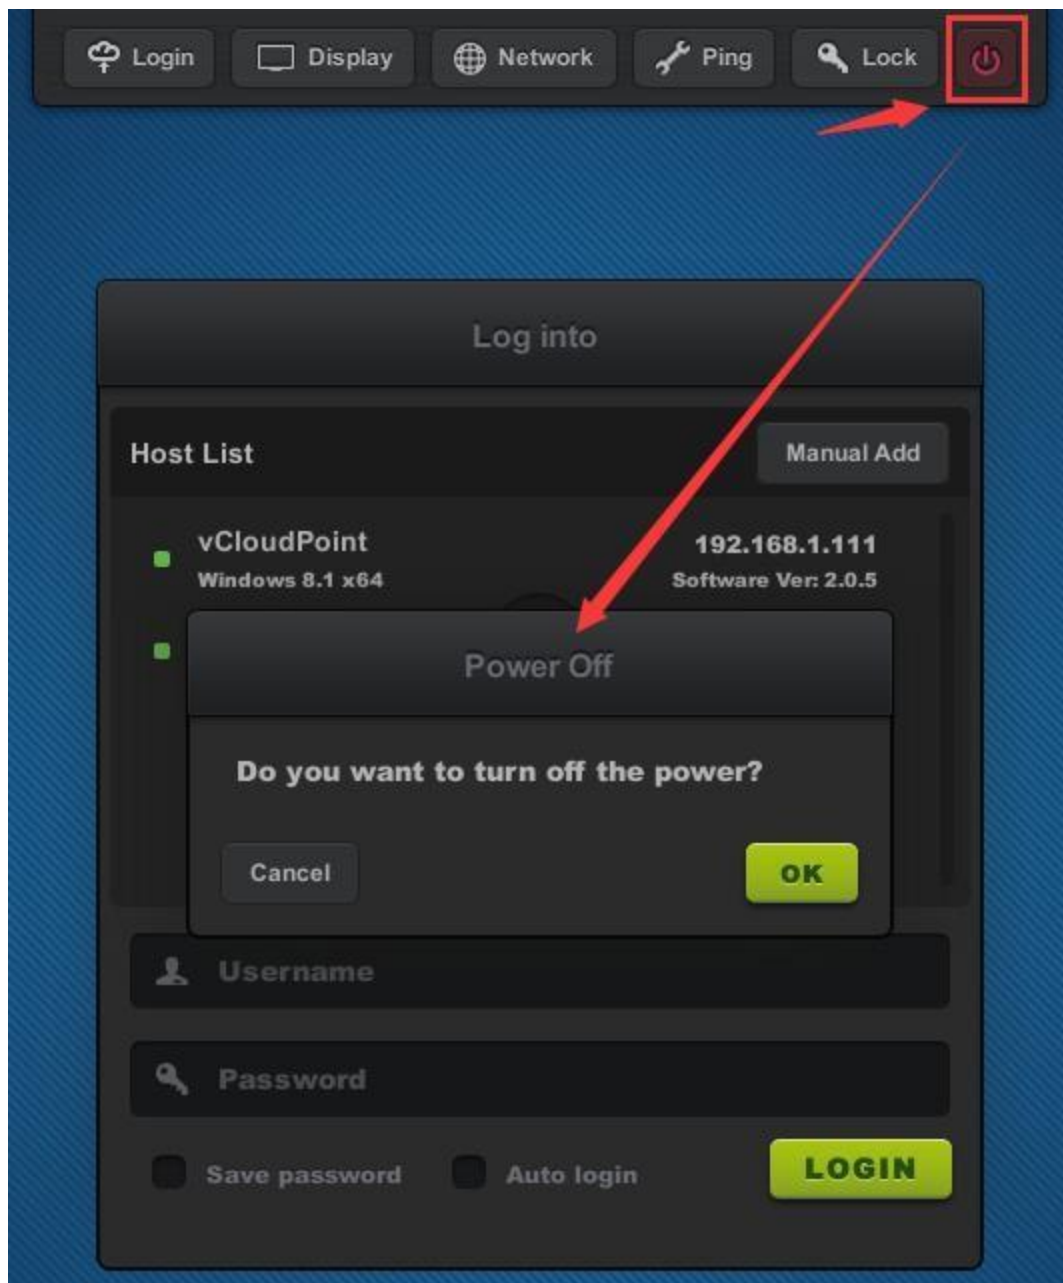 Login Display Network Ping Lock
Log into
Host List Manual Add
vCloudPoint 192.168.1.111
Windows 8.1 x64 Software Ver: 2.0.5
Power Off
Do you want to turn off the power?
Cancel OK
Username
Password
Save password Auto login LOGIN